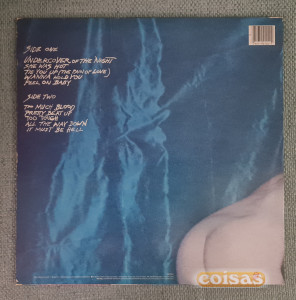 SIDE ONE
UNDERCOVER OF THE NIGHT
SHE WAS HOT
TIE YOU UP (THE PAIN OF LOVE)
WANNA HOLD YOU
FEEL ON BABY
SIDE TWO
TOO MUCH BLOOD
PRETTY BEAT UP
TOO TOUGH
ALL THE WAY DOWN
IT MUST BE HELL
coisas